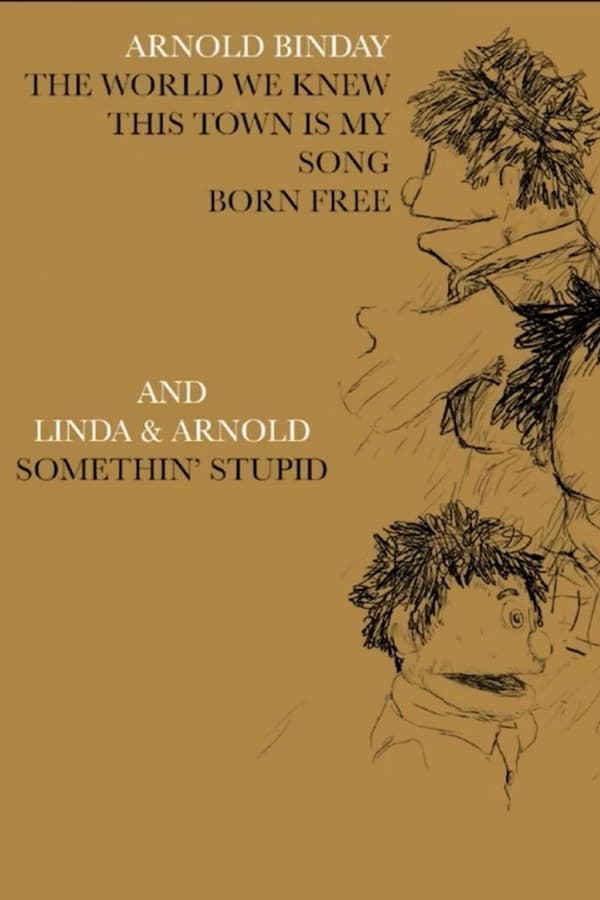 ARNOLD BINDAY
THE WORLD WE KNEW
THIS TOWN IS MY
SONG
BORN FREE
AND
LINDA & ARNOLD
SOMETHIN’ STUPID